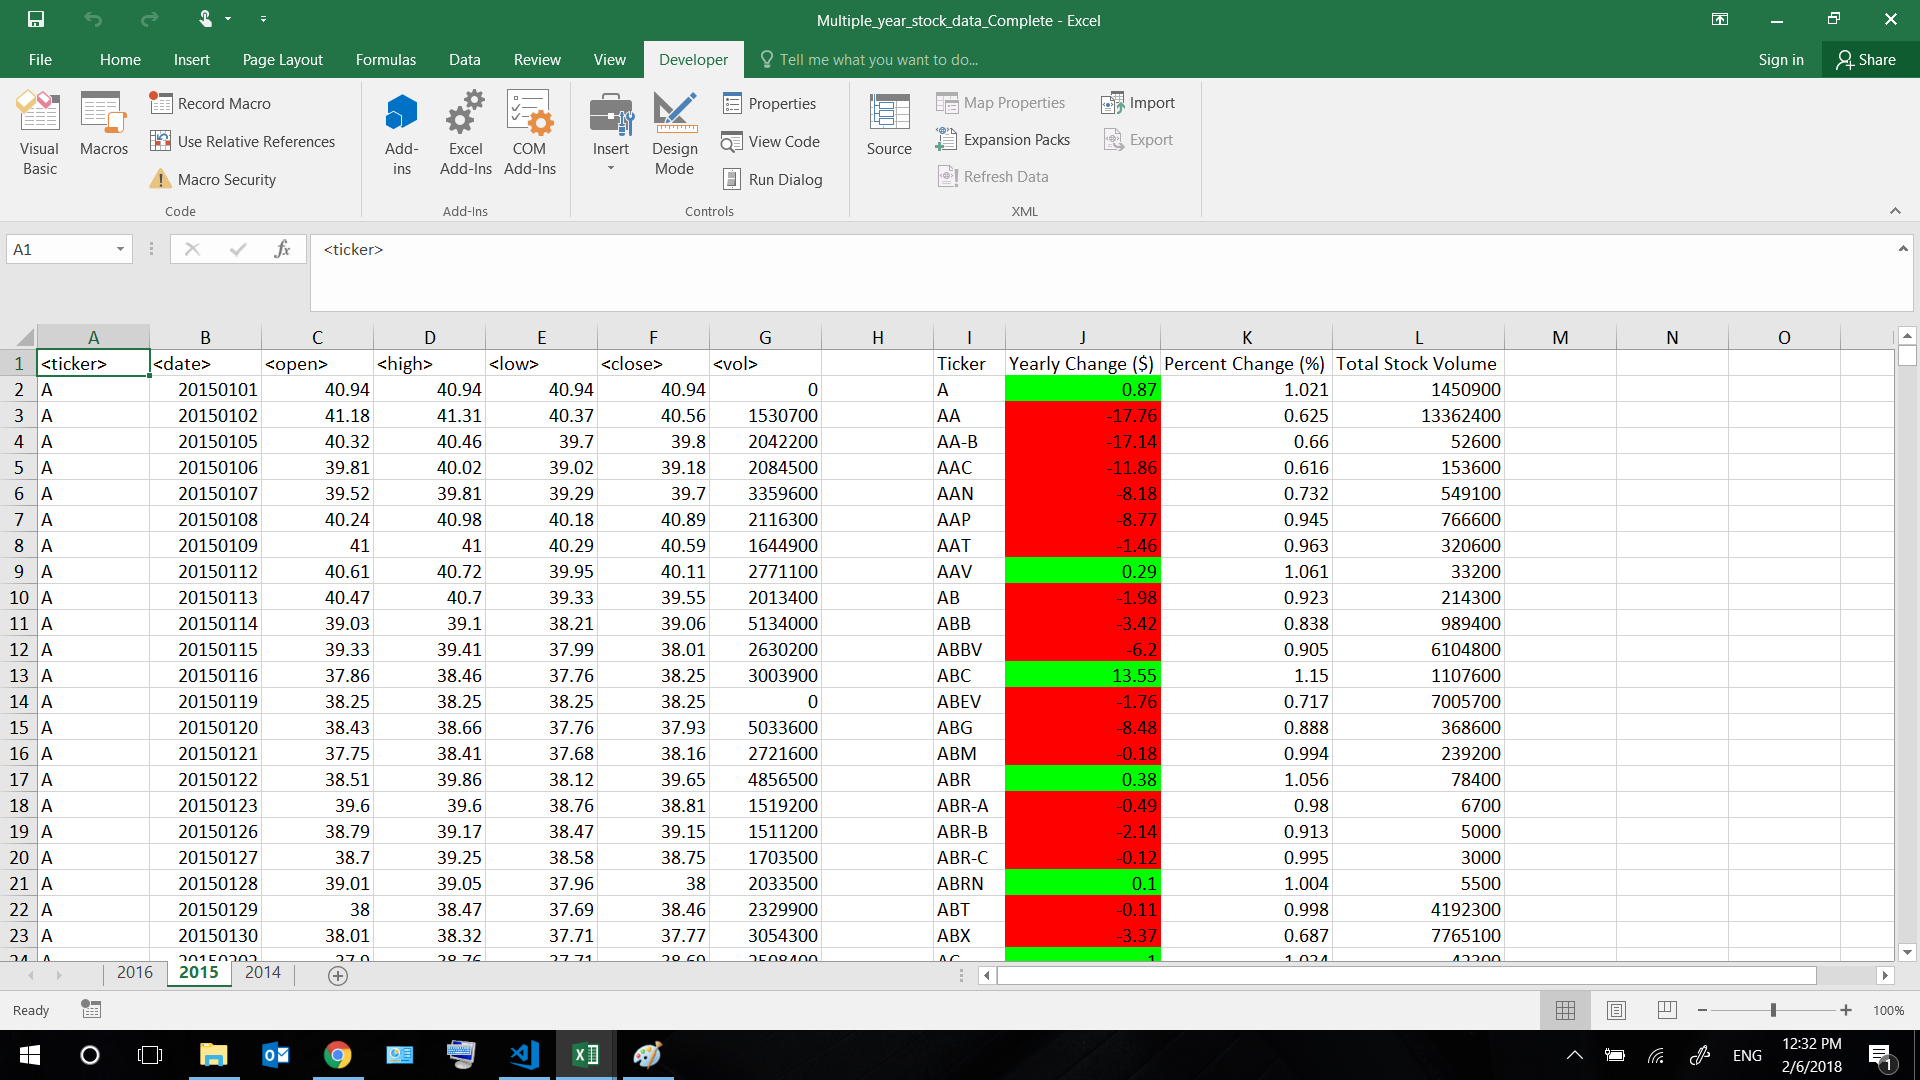 Multiple_year_stock_data_Complete - Excel
File Home Insert Page Layout Formulas Data Review View Developer Tell me what you want to do... Sign in Share
Visual Basic
Macros
Record Macro
Use Relative References
Macro Security
Code
Add-ins
Excel Add-Ins
COM Add-Ins
Add-Ins
Insert
Design Mode
Properties
View Code
Run Dialog
Controls
Source
Map Properties
Expansion Packs
Refresh Data
Import
Export
XML
A1 fx <ticker>
A B C D E F G H I J K L M N O
1 <ticker> <date> <open> <high> <low> <close> <vol> Ticker Yearly Change ($) Percent Change (%) Total Stock Volume
2 A 20150101 40.94 40.94 40.94 40.94 0 A 0.87 1.021 1450900
3 A 20150102 41.18 41.31 40.37 40.56 1530700 AA -17.76 0.625 13362400
4 A 20150105 40.32 40.46 39.7 39.8 2042200 AA-B -17.14 0.66 52600
5 A 20150106 39.81 40.02 39.02 39.18 2084500 AAC -11.86 0.616 153600
6 A 20150107 39.52 39.81 39.29 39.7 3359600 AAN -8.18 0.732 549100
7 A 20150108 40.24 40.98 40.18 40.89 2116300 AAP -8.77 0.945 766600
8 A 20150109 41 41 40.29 40.59 1644900 AAT -1.46 0.963 320600
9 A 20150112 40.61 40.72 39.95 40.11 2771100 AAV 0.29 1.061 33200
10 A 20150113 40.47 40.7 39.33 39.55 2013400 AB -1.98 0.923 214300
11 A 20150114 39.03 39.1 38.21 39.06 5134000 ABB -3.42 0.838 989400
12 A 20150115 39.33 39.41 37.99 38.01 2630200 ABBV -6.2 0.905 6104800
13 A 20150116 37.86 38.46 37.76 38.25 3003900 ABC 13.55 1.15 1107600
14 A 20150119 38.25 38.25 38.25 38.25 0 ABEV -1.76 0.717 7005700
15 A 20150120 38.43 38.66 37.76 37.93 5033600 ABG -8.48 0.888 368600
16 A 20150121 37.75 38.41 37.68 38.16 2721600 ABM -0.18 0.994 239200
17 A 20150122 38.51 39.86 38.12 39.65 4856500 ABR 0.38 1.056 78400
18 A 20150123 39.6 39.6 38.76 38.81 1519200 ABR-A -0.49 0.98 6700
19 A 20150126 38.79 39.17 38.47 39.15 1511200 ABR-B -2.14 0.913 5000
20 A 20150127 38.7 39.25 38.58 38.75 1703500 ABR-C -0.12 0.995 3000
21 A 20150128 39.01 39.05 37.96 38 2033500 ABRN 0.1 1.004 5500
22 A 20150129 38 38.47 37.69 38.46 2329900 ABT -0.11 0.998 4192300
23 A 20150130 38.01 38.32 37.71 37.77 3054300 ABX -3.37 0.687 7765100
2016 2015 2014
Ready 100%
ENG 12:32 PM
2/6/2018 1